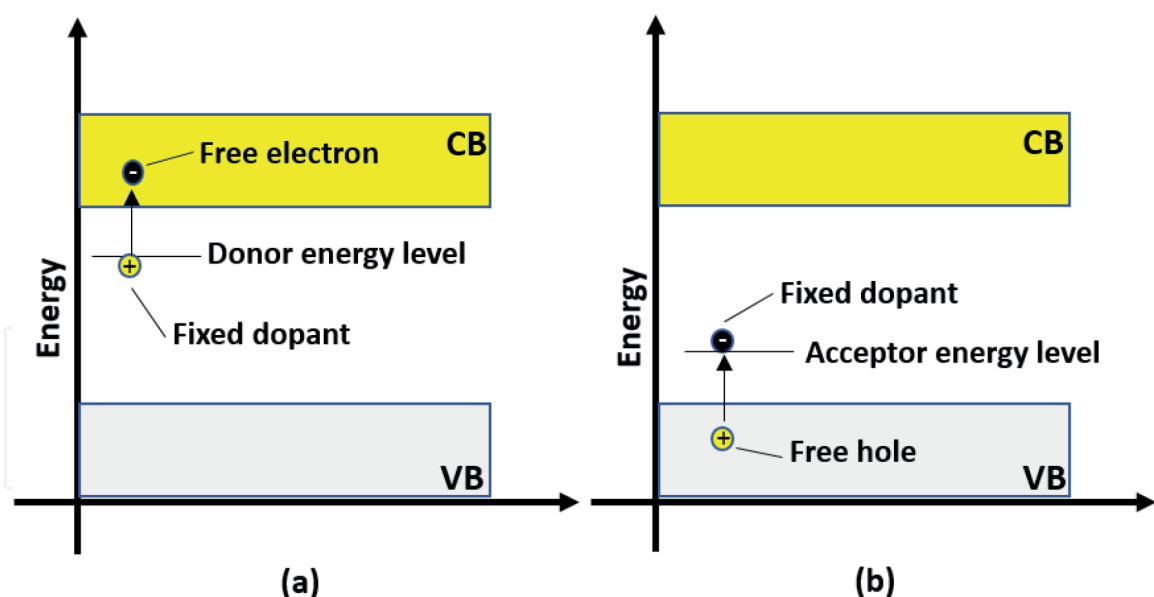 CB
Free electron
-
Donor energy level
+
Fixed dopant
Energy
VB
(a)
CB
Fixed dopant
-
Acceptor energy level
Energy
+
Free hole
VB
(b)